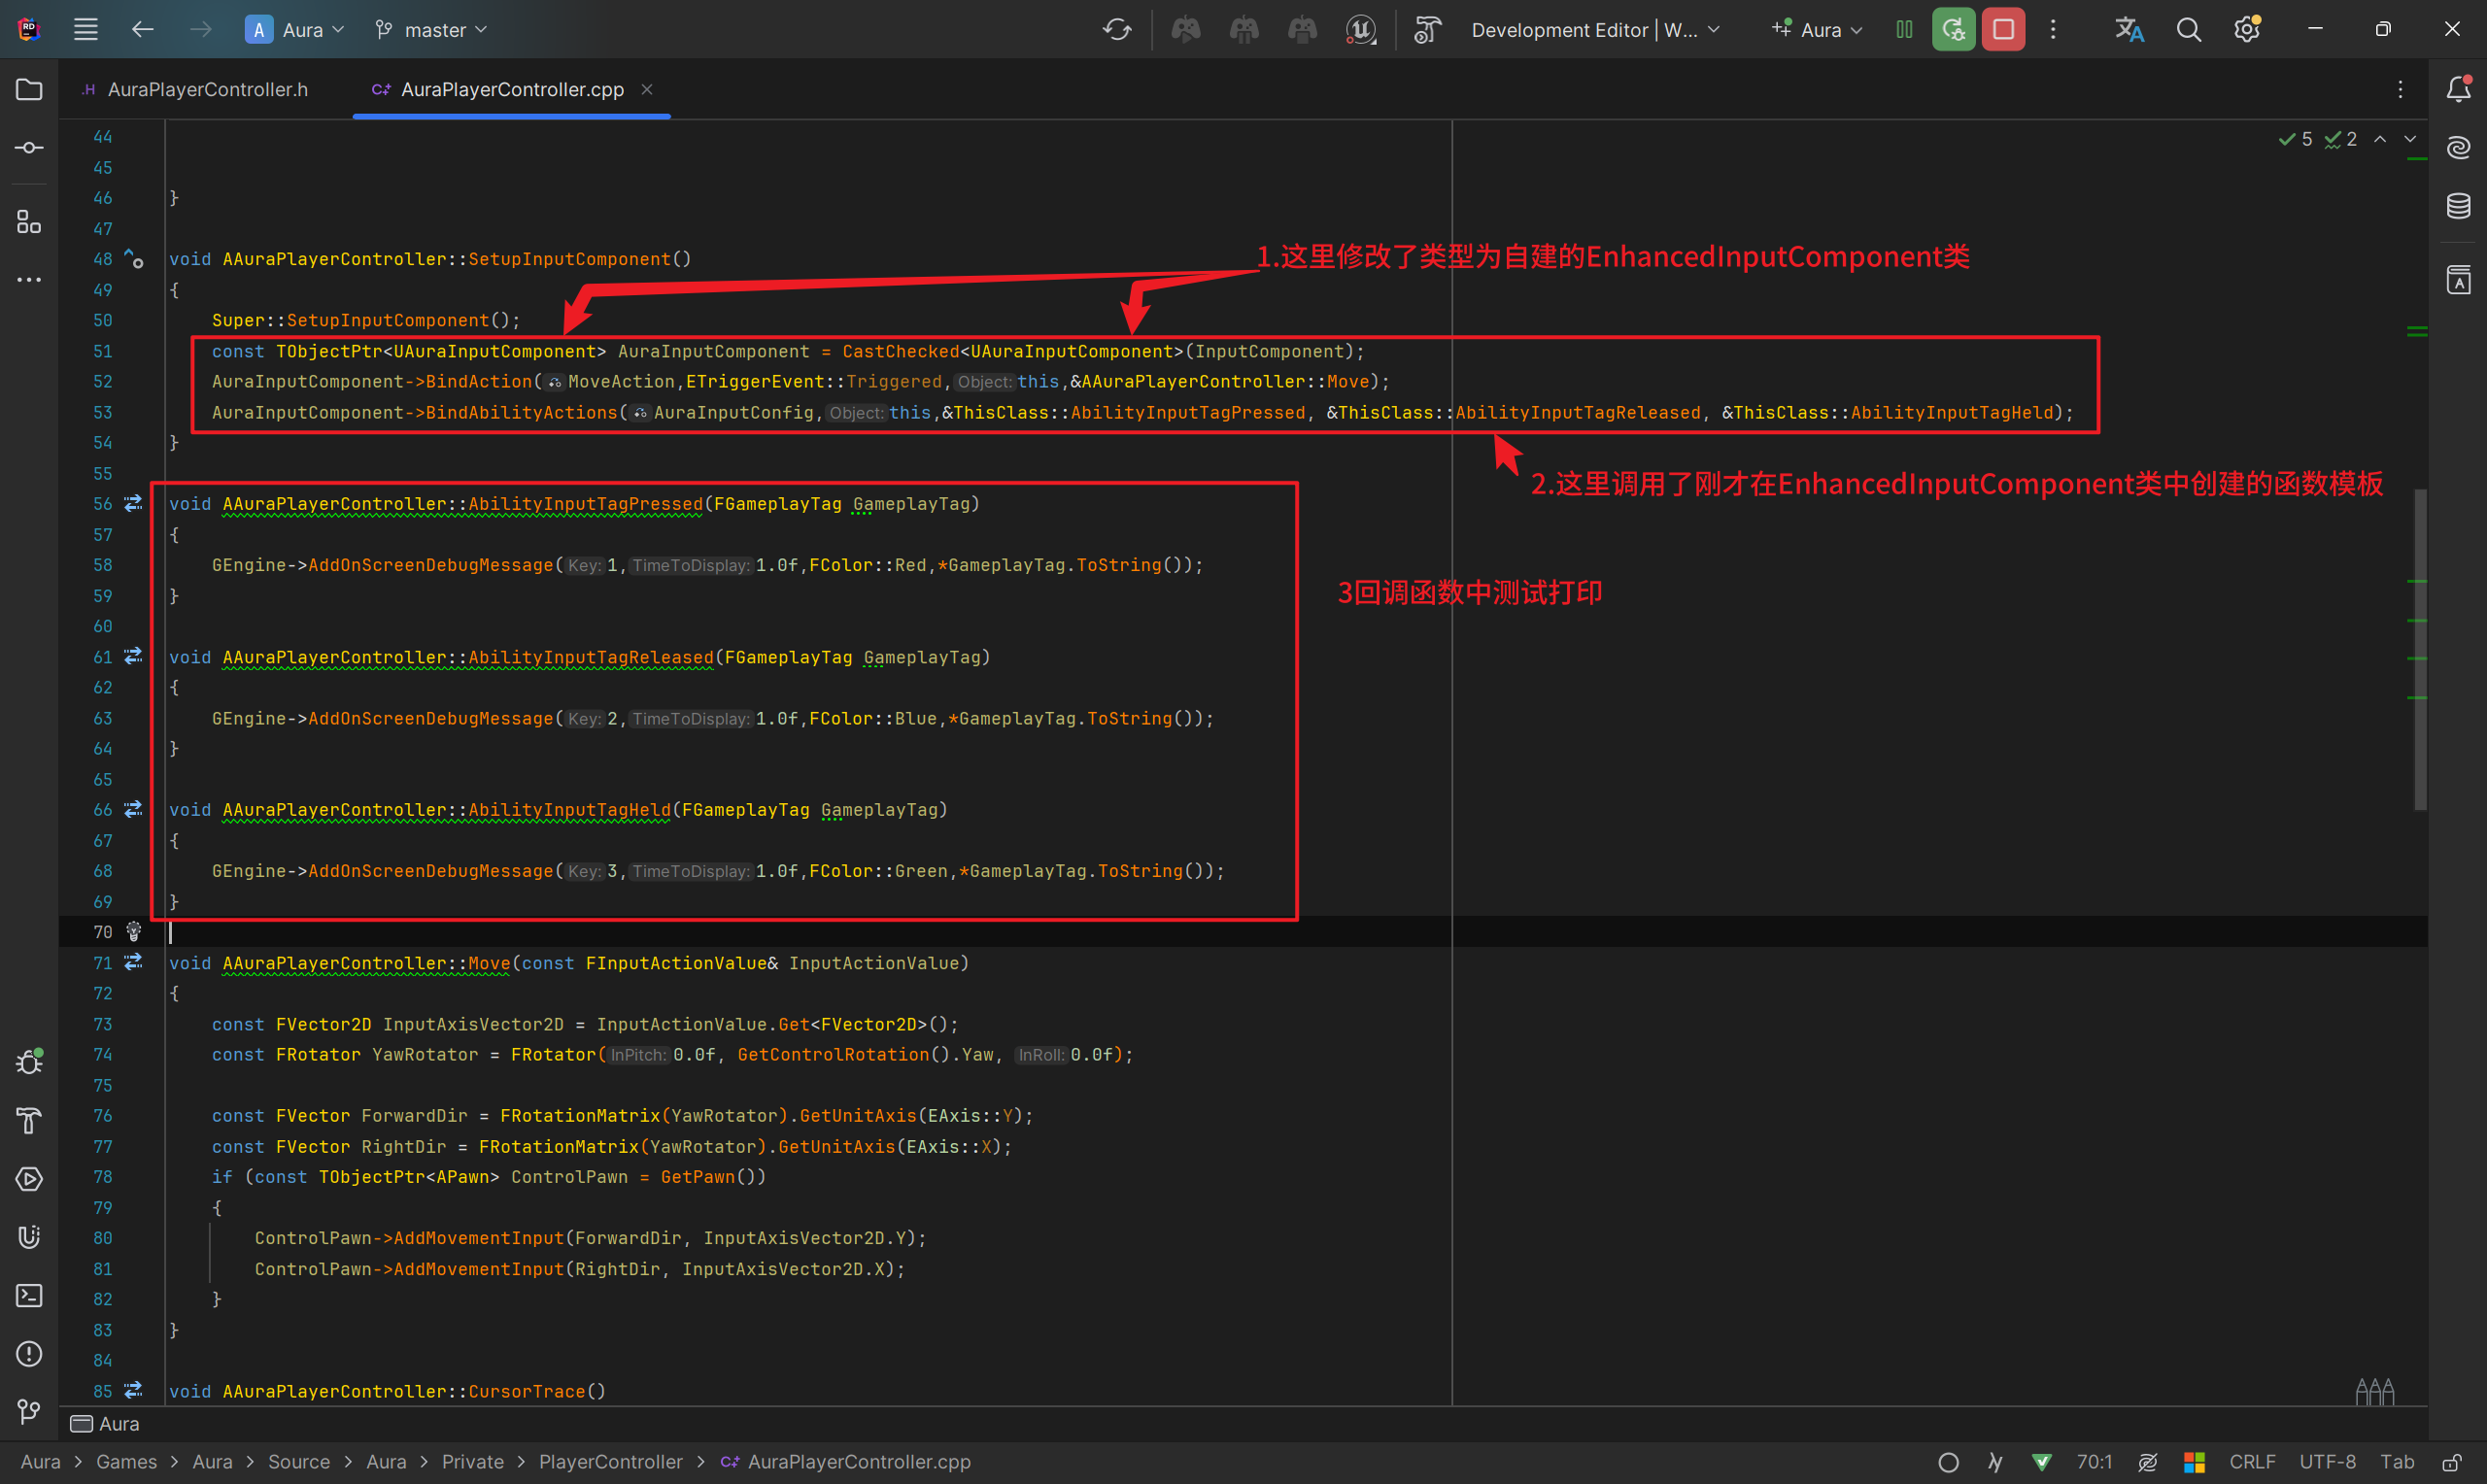 A Aura master Development Editor | W... Aura
.H AuraPlayerController.h C+ AuraPlayerController.cpp
5 2
44
45
46 }
47
48 void AAuraPlayerController::SetupInputComponent()
1.这里修改了类型为自建的EnhancedInputComponent类
49 {
50 Super::SetupInputComponent();
51 const TObjectPtr<UAuraInputComponent> AuraInputComponent = CastChecked<UAuraInputComponent>(InputComponent);
52 AuraInputComponent->BindAction(MoveAction,ETriggerEvent::Triggered, Object: this,&AAuraPlayerController::Move);
53 AuraInputComponent->BindAbilityActions(AuraInputConfig, Object: this,&ThisClass::AbilityInputTagPressed, &ThisClass::AbilityInputTagReleased, &ThisClass::AbilityInputTagHeld);
54 }
55
2.这里调用了刚才在EnhancedInputComponent类中创建的函数模板
56 void AAuraPlayerController::AbilityInputTagPressed(FGameplayTag GameplayTag)
57 {
58 GEngine->AddOnScreenDebugMessage( Key: 1, TimeToDisplay: 1.0f,FColor::Red,*GameplayTag.ToString());
3回调函数中测试打印
59 }
60
61 void AAuraPlayerController::AbilityInputTagReleased(FGameplayTag GameplayTag)
62 {
63 GEngine->AddOnScreenDebugMessage( Key: 2, TimeToDisplay: 1.0f,FColor::Blue,*GameplayTag.ToString());
64 }
65
66 void AAuraPlayerController::AbilityInputTagHeld(FGameplayTag GameplayTag)
67 {
68 GEngine->AddOnScreenDebugMessage( Key: 3, TimeToDisplay: 1.0f,FColor::Green,*GameplayTag.ToString());
69 }
70
71 void AAuraPlayerController::Move(const FInputActionValue& InputActionValue)
72 {
73 const FVector2D InputAxisVector2D = InputActionValue.Get<FVector2D>();
74 const FRotator YawRotator = FRotator( InPitch: 0.0f, GetControlRotation().Yaw, InRoll: 0.0f);
75
76 const FVector ForwardDir = FRotationMatrix(YawRotator).GetUnitAxis(EAxis::Y);
77 const FVector RightDir = FRotationMatrix(YawRotator).GetUnitAxis(EAxis::X);
78 if (const TObjectPtr<APawn> ControlPawn = GetPawn())
79 {
80 ControlPawn->AddMovementInput(ForwardDir, InputAxisVector2D.Y);
81 ControlPawn->AddMovementInput(RightDir, InputAxisVector2D.X);
82 }
83 }
84
85 void AAuraPlayerController::CursorTrace()
Aura
Aura > Games > Aura > Source > Aura > Private > PlayerController > C+ AuraPlayerController.cpp 70:1 CRLF UTF-8 Tab